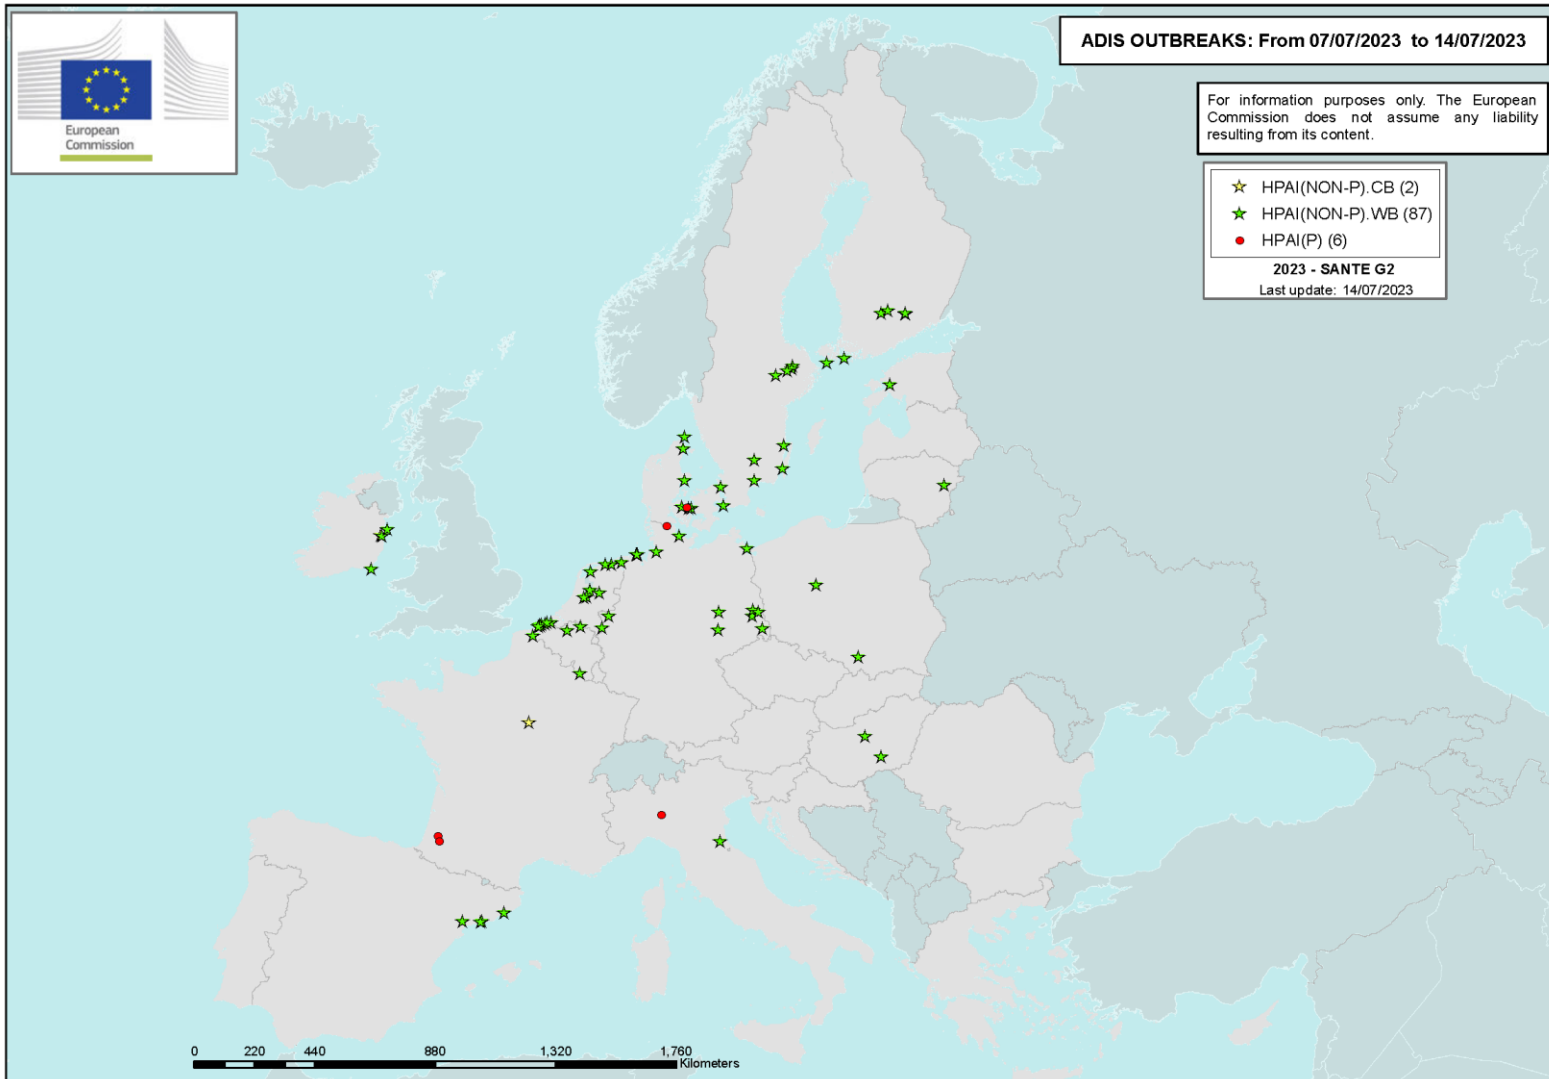 European
Commission
ADIS OUTBREAKS: From 07/07/2023 to 14/07/2023
For information purposes only. The European
Commission does not assume any liability
resulting from its content.
HPAI(NON-P).CB (2)
HPAI(NON-P).WB (87)
HPAI(P) (6)
2023 - SANTE G2
Last update: 14/07/2023
0 220 440 880 1,320 1,760
Kilometers